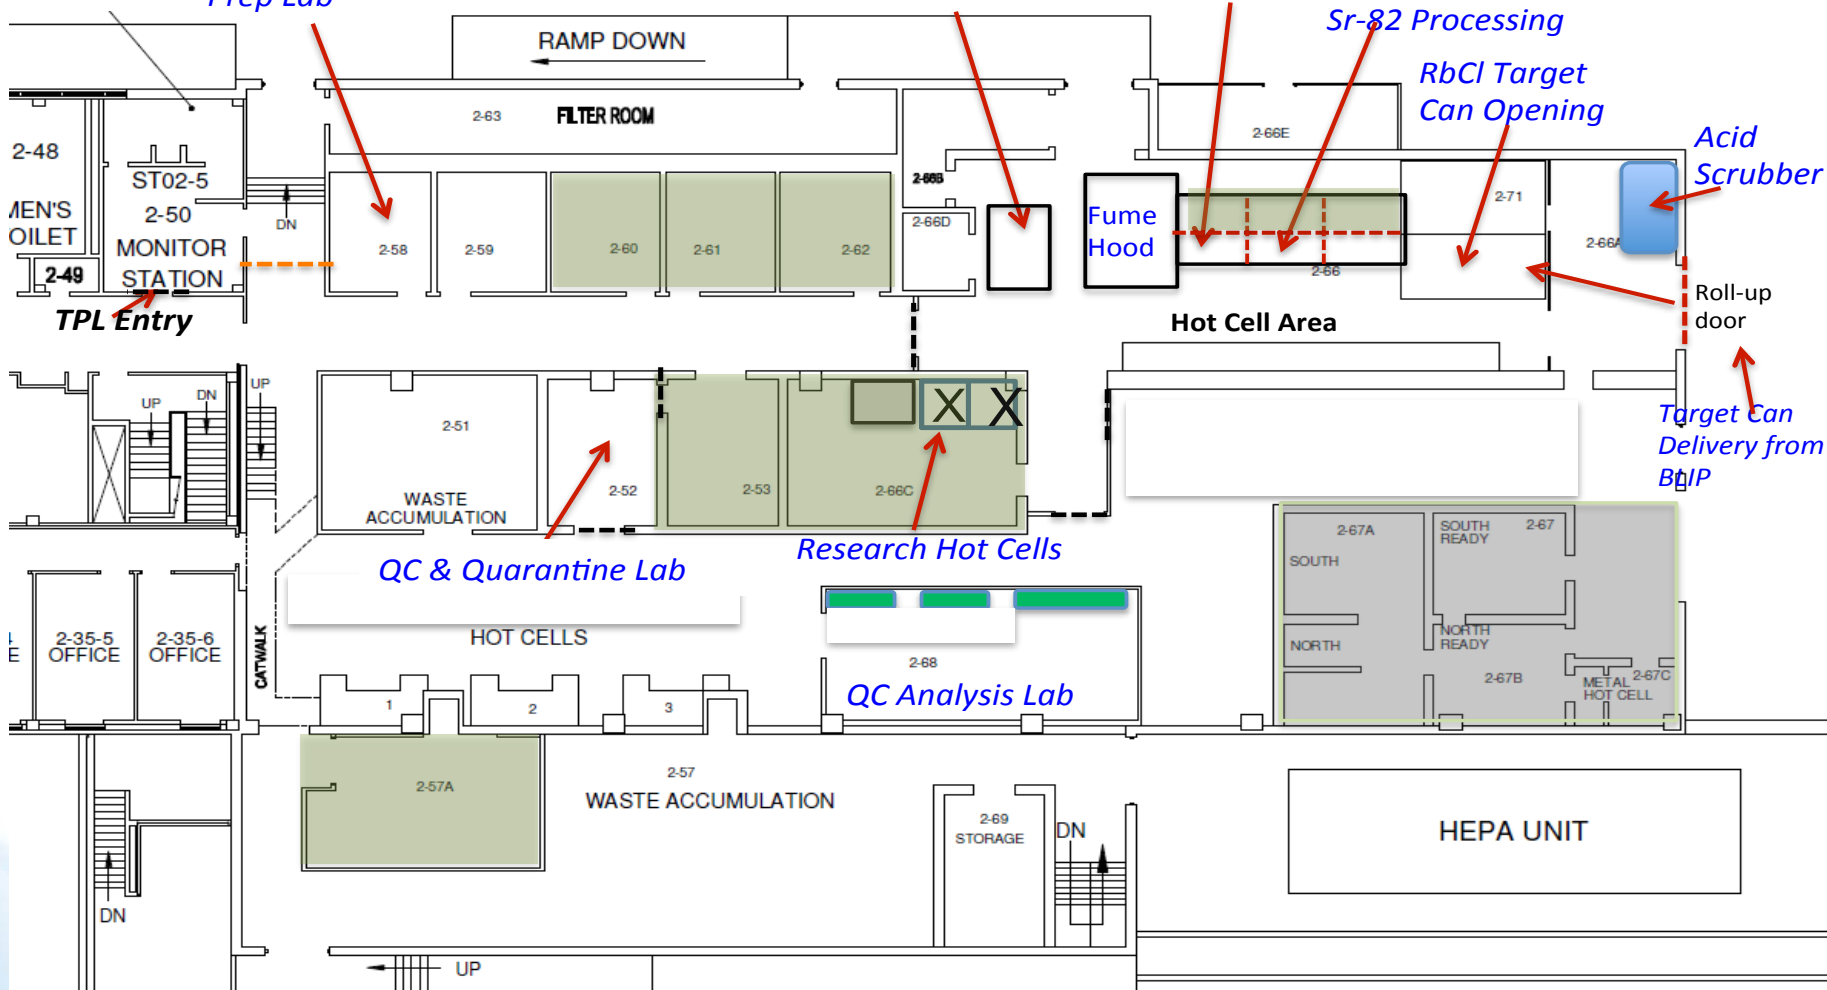 Prep Lab
RAMP DOWN
Sr-82 Processing
RbCl Target
Can Opening
Acid
Scrubber
2-63
FILTER ROOM
2-66E
2-48
ST02-5
2-50
MONITOR
STATION
MEN'S
OILET
2-49
DN
2-58
2-59
2-60
2-61
2-62
2-66B
2-66D
Fume
Hood
2-66
2-71
2-66A
TPL Entry
Hot Cell Area
Roll-up
door
UP
DN
UP
2-51
WASTE
ACCUMULATION
2-52
2-53
2-66C
X
X
Target Can
Delivery from
BLIP
QC & Quarantine Lab
Research Hot Cells
2-67A
SOUTH
READY
2-67
SOUTH
NORTH
NORTH
READY
2-67B
METAL
HOT CELL
2-67C
2-35-5
OFFICE
2-35-6
OFFICE
CATWALK
HOT CELLS
1
2
3
2-68
QC Analysis Lab
2-57A
2-57
WASTE ACCUMULATION
2-69
STORAGE
DN
HEPA UNIT
DN
UP